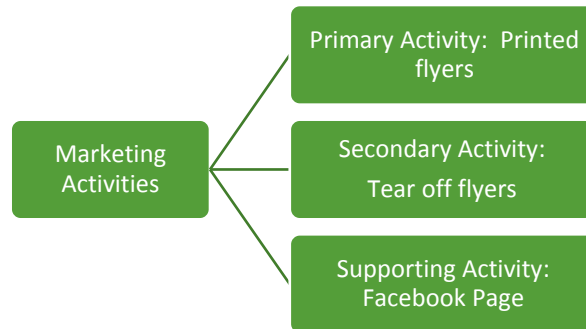 Marketing
Activities
Primary Activity: Printed
flyers
Secondary Activity:
Tear off flyers
Supporting Activity:
Facebook Page